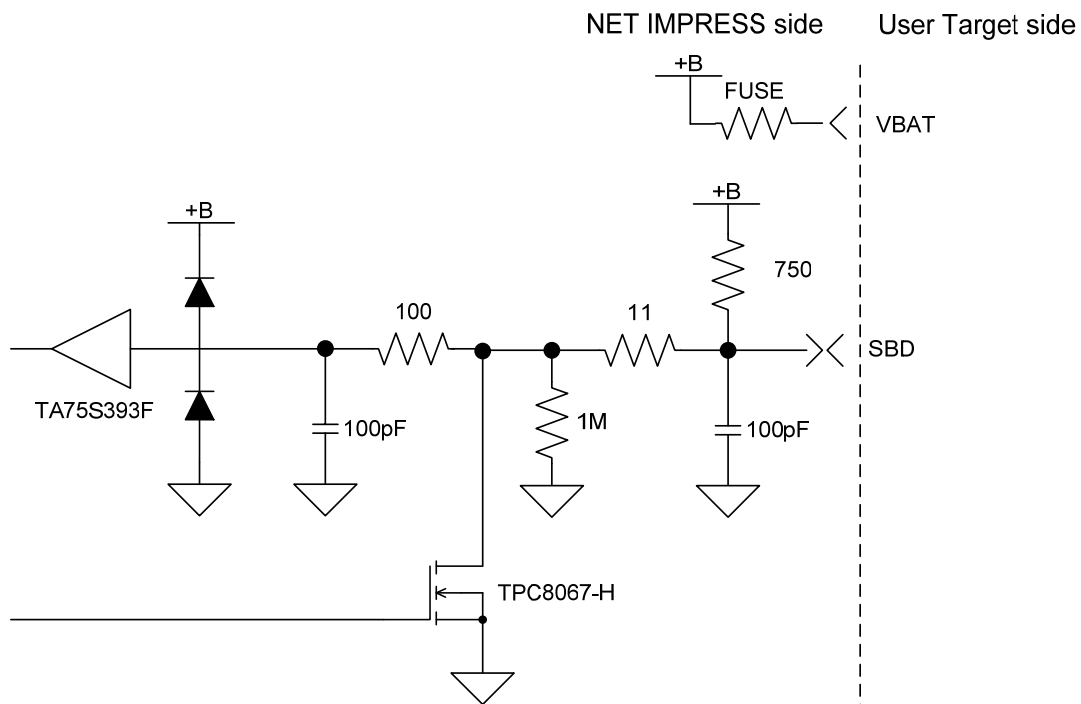 NET IMPRESS side
User Target side
+B
FUSE
VBAT
+B
+B
750
100
11
SBD
TA75S393F
100pF
1M
100pF
TPC8067-H